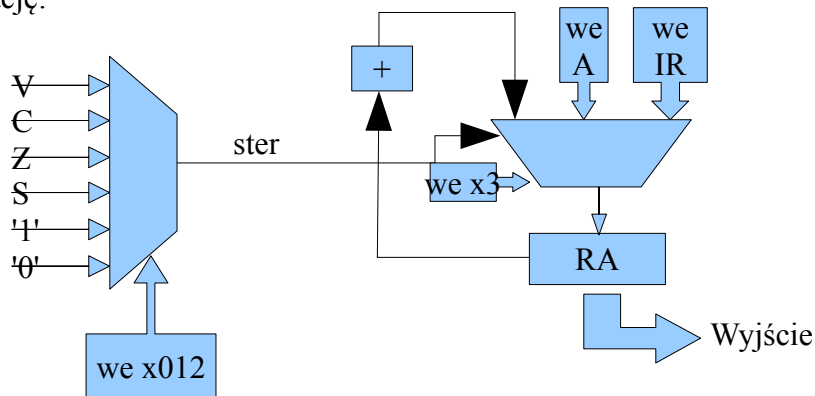 cję.
V
C
Z
S
'1'
'0'
ster
we x012
+
we
A
we
IR
we x3
RA
Wyjście